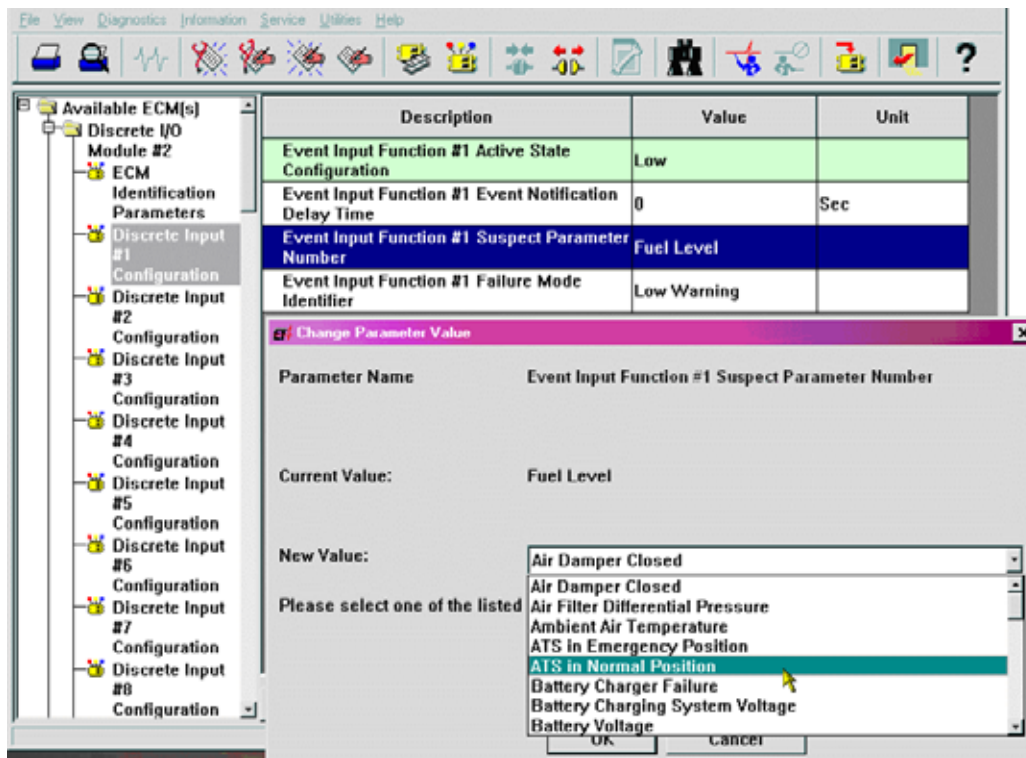 File View Diagnostics Information Service Utilities Help
?
Available ECM(s)
Discrete I/O
Module #2
ECM
Identification
Parameters
Discrete Input
#1
Configuration
Discrete Input
#2
Configuration
Discrete Input
#3
Configuration
Discrete Input
#4
Configuration
Discrete Input
#5
Configuration
Discrete Input
#6
Configuration
Discrete Input
#7
Configuration
Discrete Input
#8
Configuration
Description Value Unit
Event Input Function #1 Active State
Configuration
Low
Event Input Function #1 Event Notification
Delay Time
0 Sec
Event Input Function #1 Suspect Parameter
Number
Fuel Level
Event Input Function #1 Failure Mode
Identifier
Low Warning
Change Parameter Value
Parameter Name Event Input Function #1 Suspect Parameter Number
Current Value: Fuel Level
New Value: Air Damper Closed
Please select one of the listed
Air Damper Closed
Air Filter Differential Pressure
Ambient Air Temperature
ATS in Emergency Position
ATS in Normal Position
Battery Charger Failure
Battery Charging System Voltage
Battery Voltage
OK Cancel